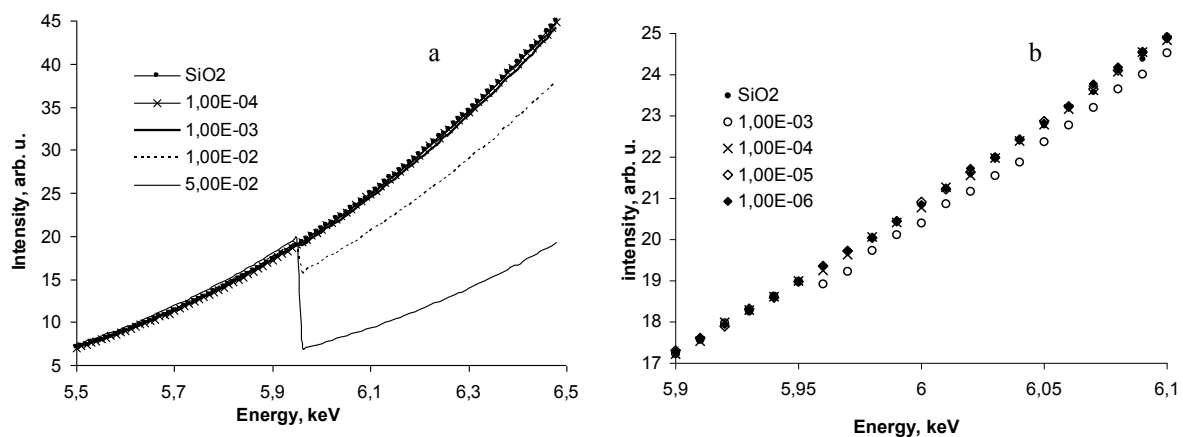 45
40
35
30
25
20
15
10
5
Intensity, arb. u.
a
SiO2
1,00E-04
1,00E-03
1,00E-02
5,00E-02
5,5
5,7
5,9
6,1
6,3
6,5
Energy, keV
25
24
23
22
21
20
19
18
17
intensity, arb. u.
b
SiO2
1,00E-03
1,00E-04
1,00E-05
1,00E-06
5,9
5,95
6
6,05
6,1
Energy, keV